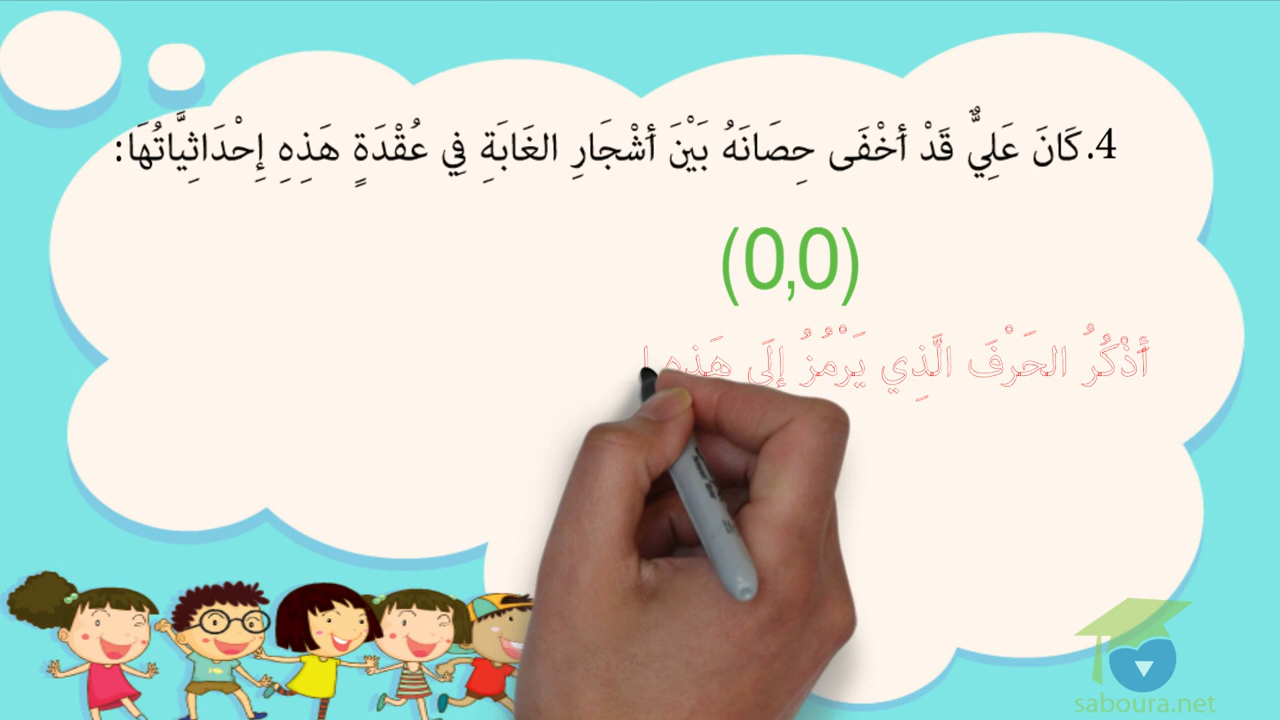 4. كَانَ عَلِيٌّ قَدْ أَخْفَى حِصَانَهُ بَيْنَ أَشْجَارِ الغَابَةِ فِي عُقْدَةٍ هَذِهِ إِحْدَاثِيَّاتُهَا:
(0,0)
أَذْكُرُ الحَرْفَ الَّذِي يَرْمُزُ إِلَى هَذِهِ
saboura.net